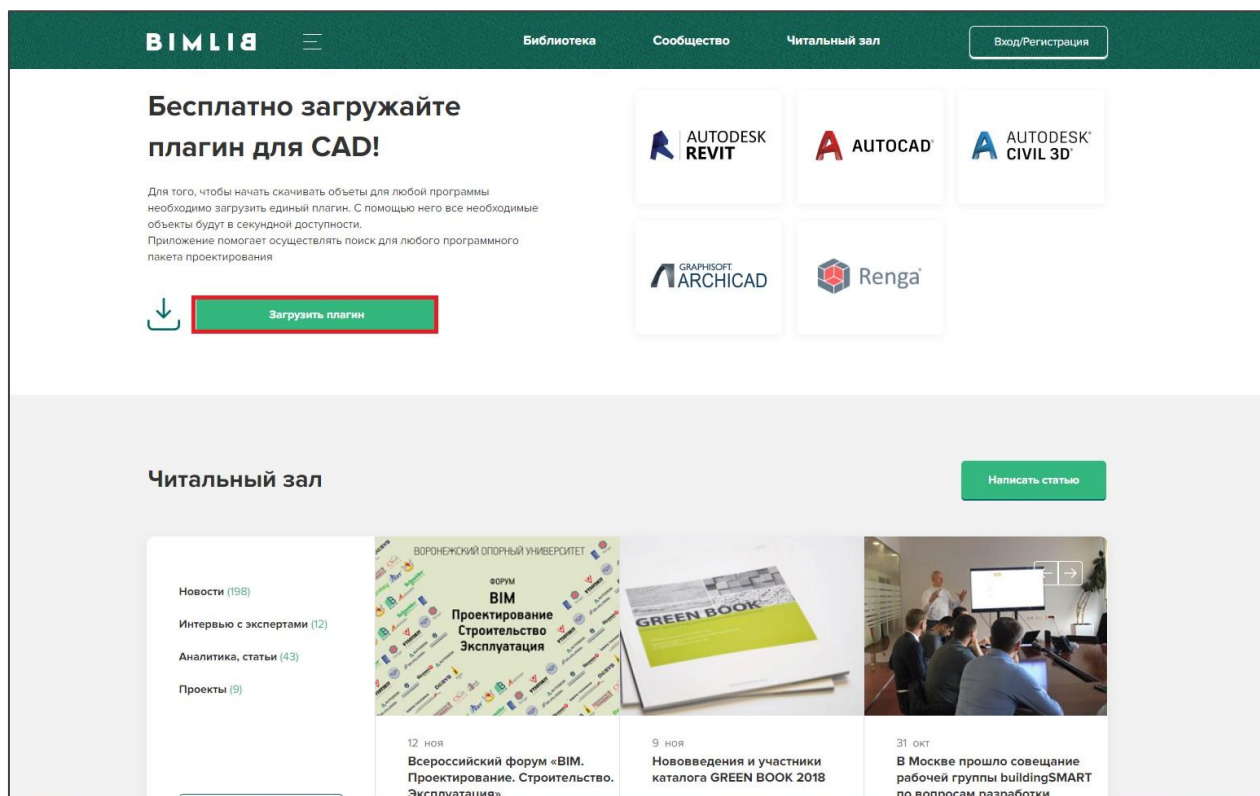 BIMLIB
Библиотека
Сообщество
Читальный зал
Вход/Регистрация
Бесплатно загружайте
плагин для CAD!
Для того, чтобы начать скачивать объеты для любой программы
необходимо загрузить единый плагин. С помощью него все необходимые
объекты будут в секундной доступности.
Приложение помогает осуществлять поиск для любого программного
пакета проектирования
Загрузить плагин
AUTODESK
REVIT
AUTOCAD
AUTODESK
CIVIL 3D
GRAPHISOFT
ARCHICAD
Renga
Читальный зал
Написать статью
Новости (198)
Интервью с экспертами (12)
Аналитика, статьи (43)
Проекты (9)
ВОРОНЕЖСКИЙ ОПОРНЫЙ УНИВЕРСИТЕТ
ФОРУМ
BIM
Проектирование
Строительство
Эксплуатация
12 ноя
Всероссийский форум «BIM.
Проектирование. Строительство.
Эксплуатация»
GREEN BOOK
9 ноя
Нововведения и участники
каталога GREEN BOOK 2018
31 окт
В Москве прошло совещание
рабочей группы buildingSMART
по вопросам разработки